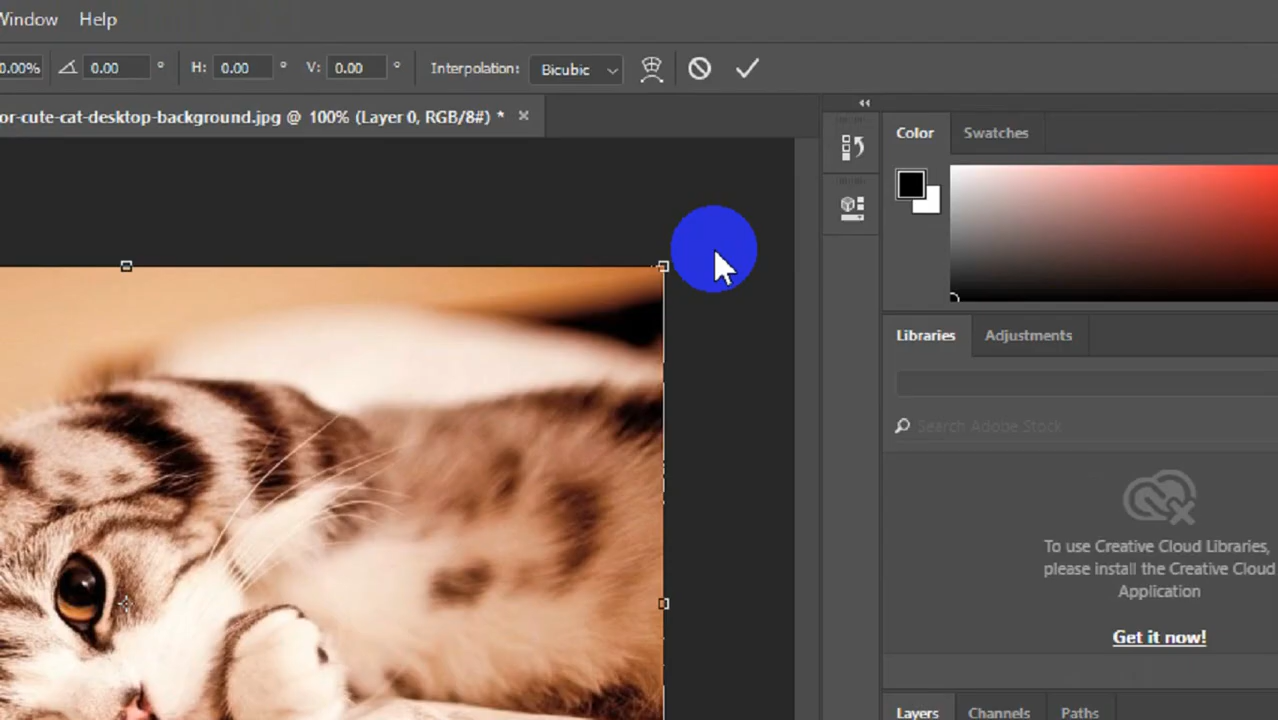 Window Help
0.00% 0.00 ° H: 0.00 ° V: 0.00 ° Interpolation: Bicubic
or-cute-cat-desktop-background.jpg @ 100% (Layer 0, RGB/8#) * ×
Color Swatches
Libraries Adjustments
Search Adobe Stock
To use Creative Cloud Libraries,
please install the Creative Cloud
Application
Get it now!
Layers Channels Paths